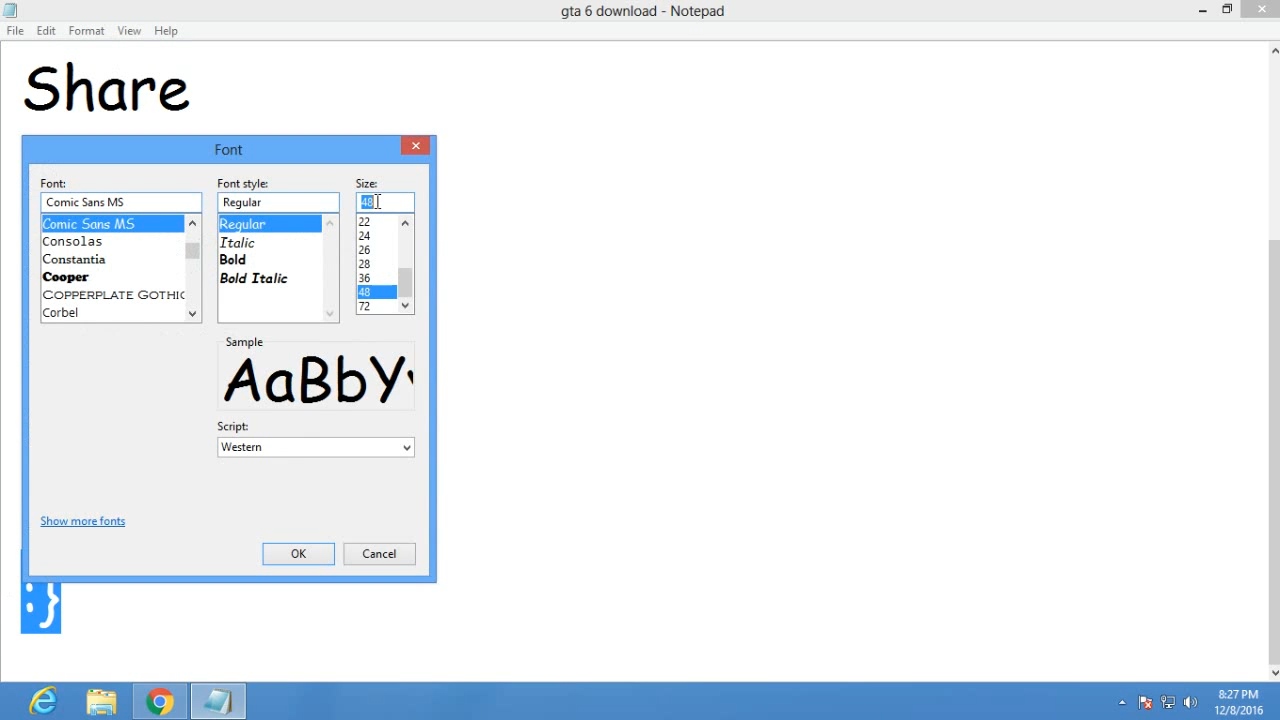 gta 6 download - Notepad
File Edit Format View Help
Share
Font
Font: Font style: Size:
Comic Sans MS Regular 48
Comic Sans MS Regular 22
Consolas Italic 24
Constantia Bold 26
Cooper Bold Italic 28
Copperplate Gothic 36
Corbel 48
72
Sample
AaBbYy
Script:
Western
Show more fonts
OK Cancel
:}
8:27 PM
12/8/2016